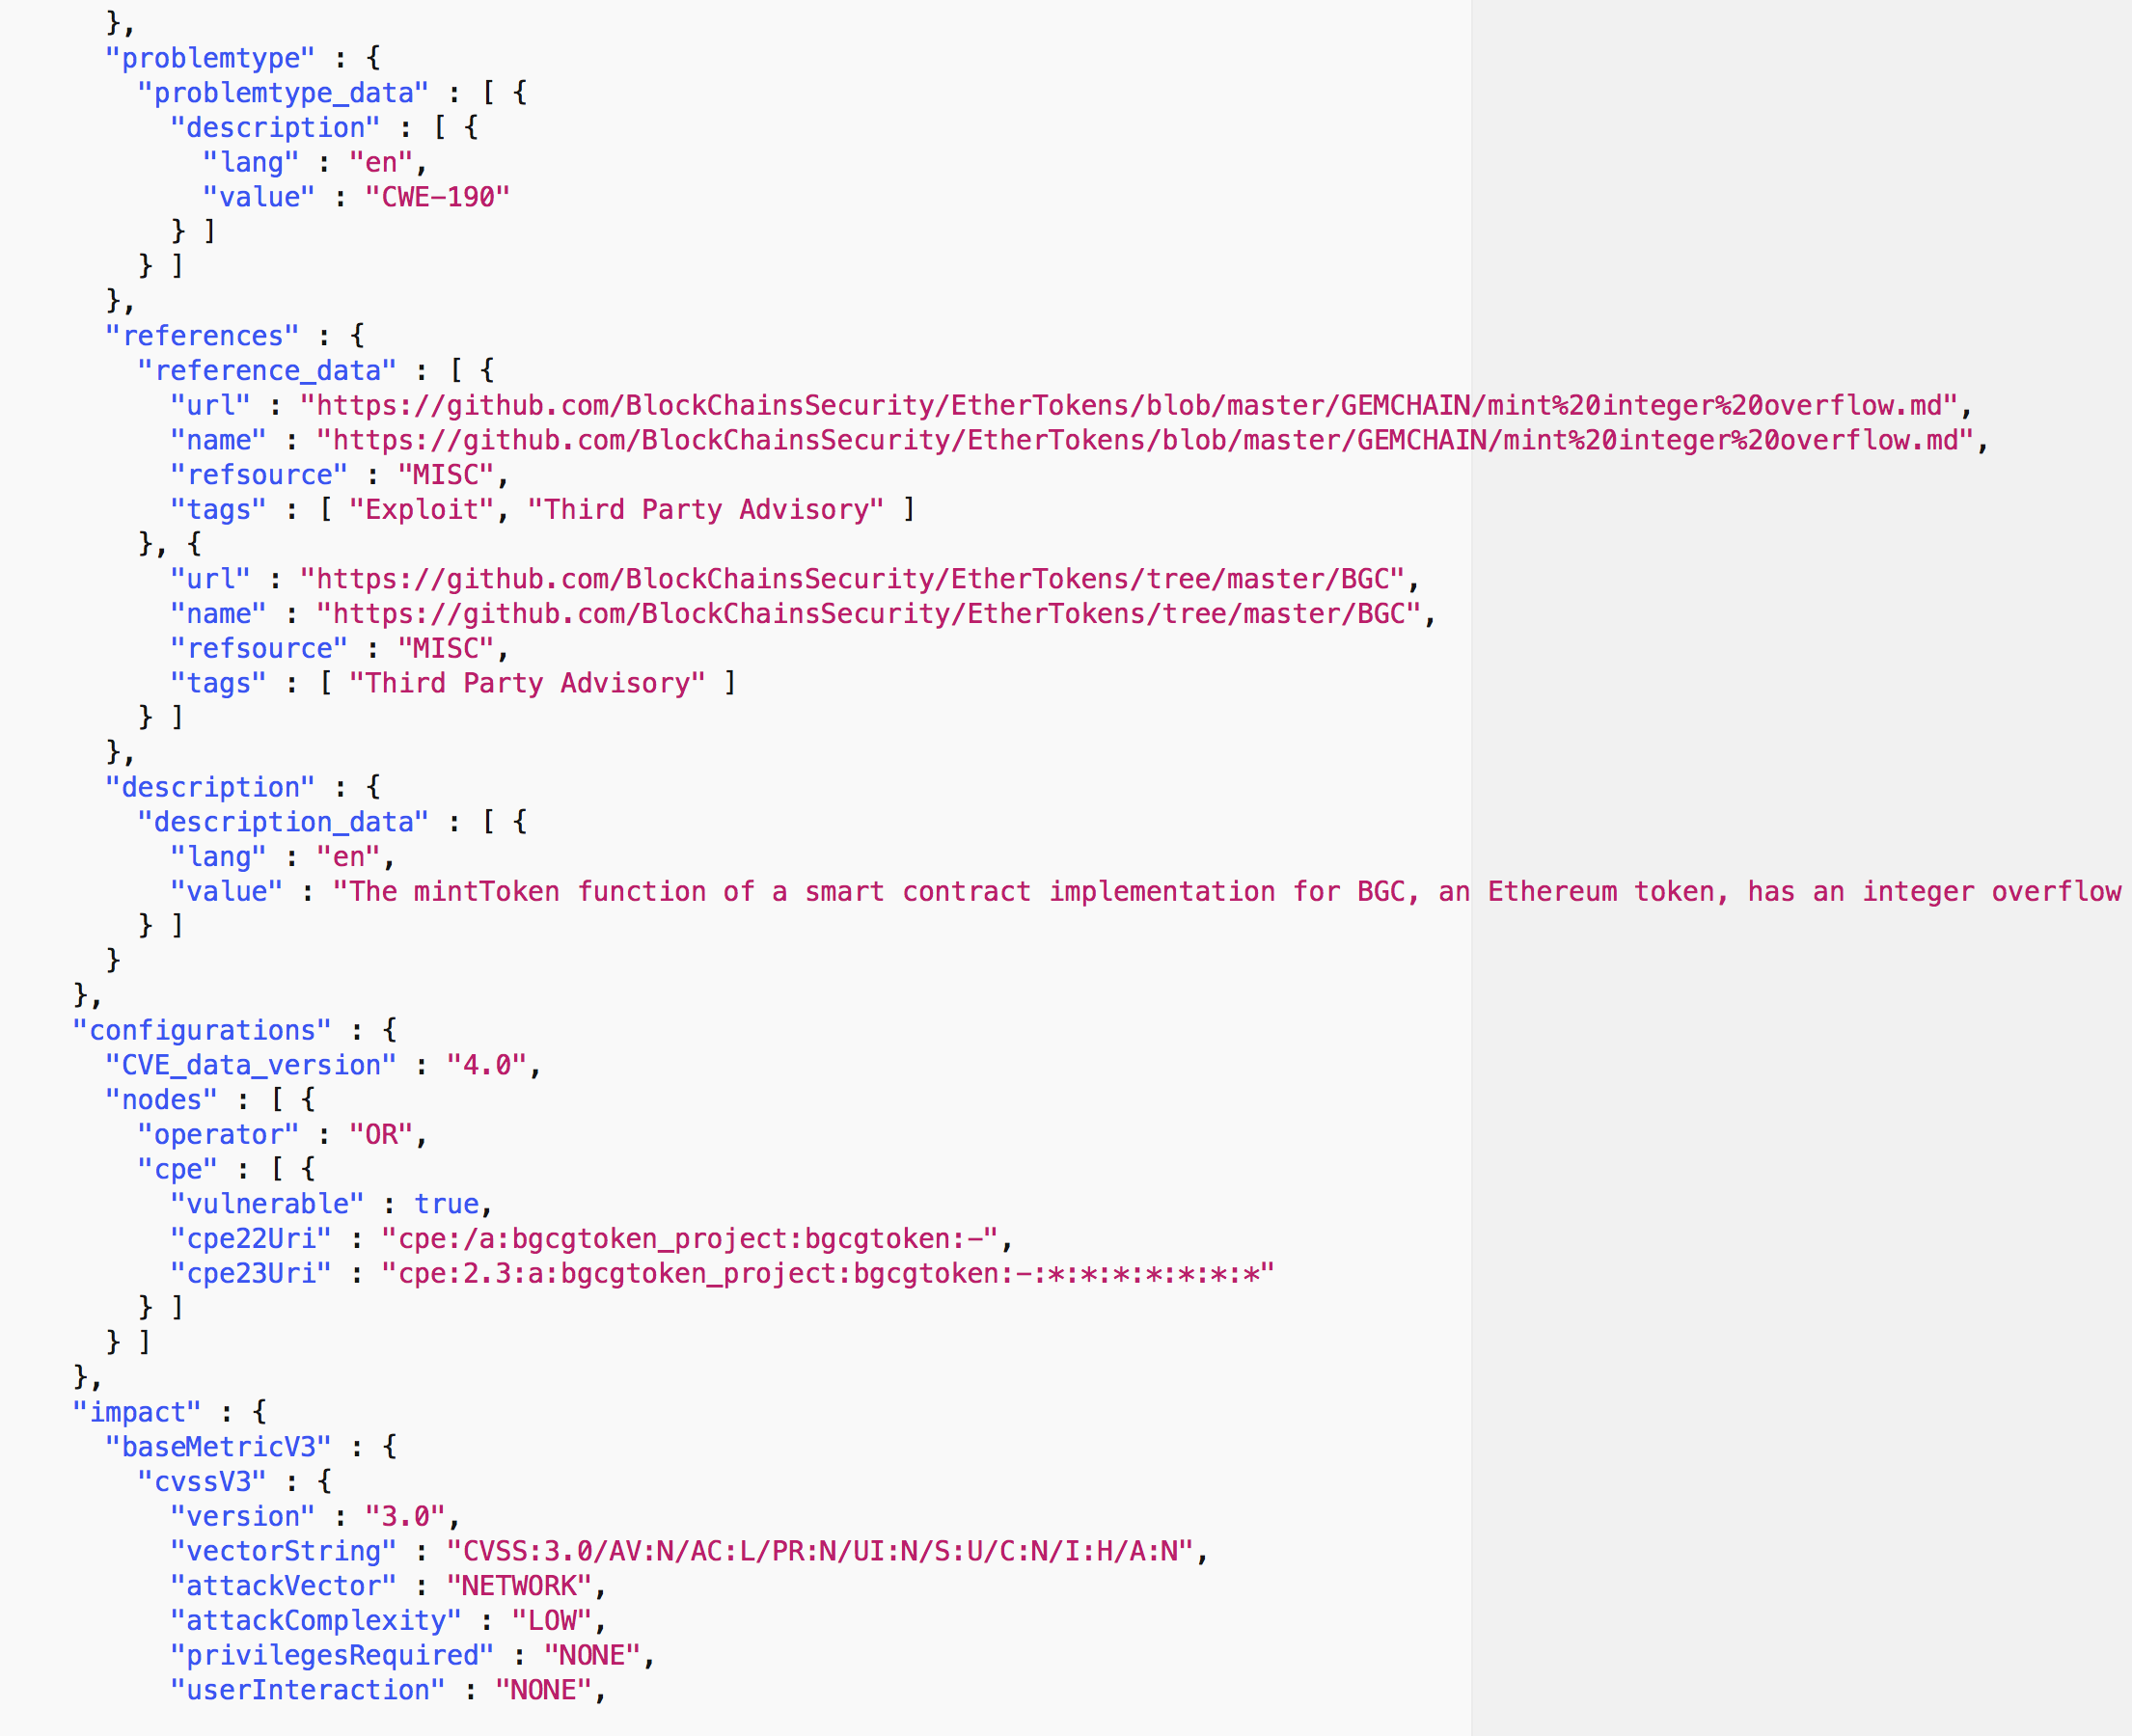 },
"problemtype" : {
"problemtype_data" : [ {
"description" : [ {
"lang" : "en",
"value" : "CWE-190"
} ]
} ]
},
"references" : {
"reference_data" : [ {
"url" : "https://github.com/BlockChainsSecurity/EtherTokens/blob/master/GEMCHAIN/mint%20integer%20overflow.md",
"name" : "https://github.com/BlockChainsSecurity/EtherTokens/blob/master/GEMCHAIN/mint%20integer%20overflow.md",
"refsource" : "MISC",
"tags" : [ "Exploit", "Third Party Advisory" ]
}, {
"url" : "https://github.com/BlockChainsSecurity/EtherTokens/tree/master/BGC",
"name" : "https://github.com/BlockChainsSecurity/EtherTokens/tree/master/BGC",
"refsource" : "MISC",
"tags" : [ "Third Party Advisory" ]
} ]
},
"description" : {
"description_data" : [ {
"lang" : "en",
"value" : "The mintToken function of a smart contract implementation for BGC, an Ethereum token, has an integer overflow
} ]
}
},
"configurations" : {
"CVE_data_version" : "4.0",
"nodes" : [ {
"operator" : "OR",
"cpe" : [ {
"vulnerable" : true,
"cpe22Uri" : "cpe:/a:bgcgtoken_project:bgcgtoken:-",
"cpe23Uri" : "cpe:2.3:a:bgcgtoken_project:bgcgtoken:-:*:*:*:*:*:*:*"
} ]
} ]
},
"impact" : {
"baseMetricV3" : {
"cvssV3" : {
"version" : "3.0",
"vectorString" : "CVSS:3.0/AV:N/AC:L/PR:N/UI:N/S:U/C:N/I:H/A:N",
"attackVector" : "NETWORK",
"attackComplexity" : "LOW",
"privilegesRequired" : "NONE",
"userInteraction" : "NONE",